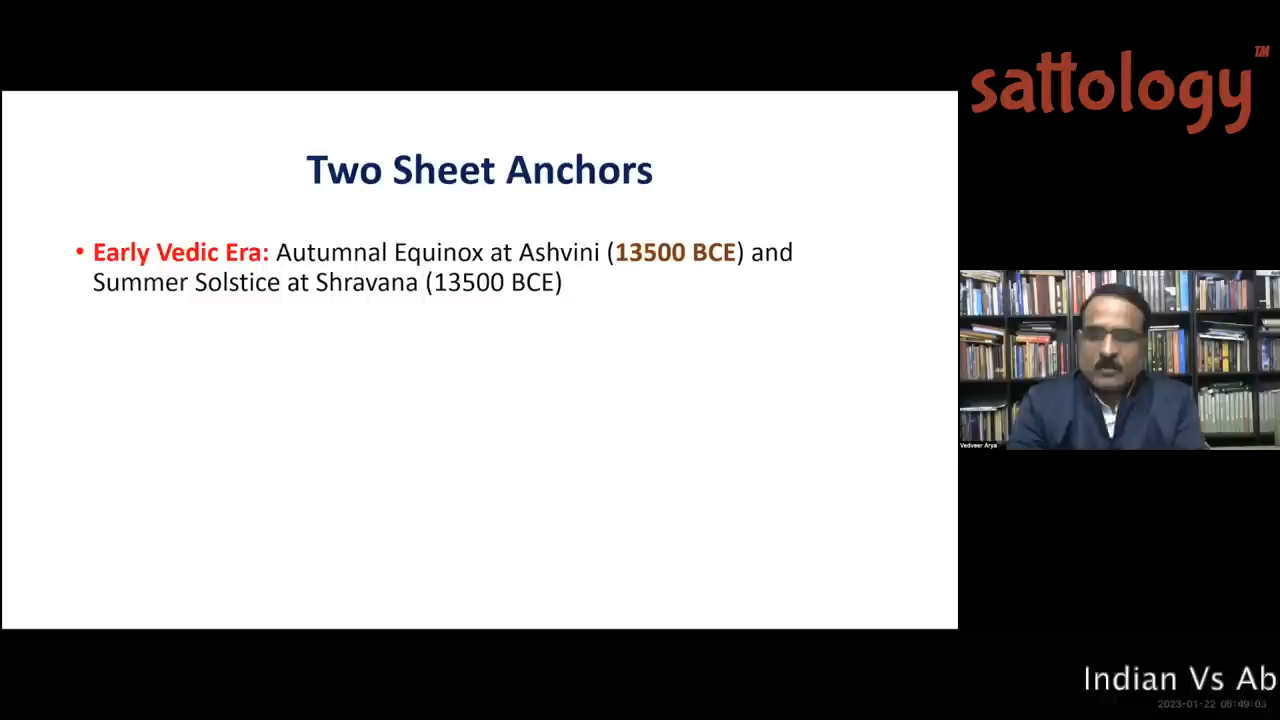 sattology™
Two Sheet Anchors
• Early Vedic Era: Autumnal Equinox at Ashvini (13500 BCE) and
Summer Solstice at Shravana (13500 BCE)
Vedveer Arya
Indian Vs Ab
2023-01-22 08:49:03